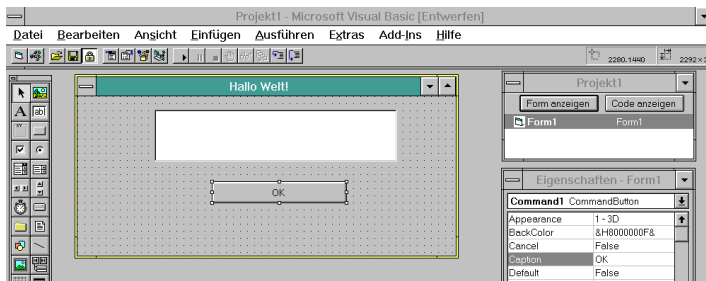 Projekt1 - Microsoft Visual Basic [Entwerfen]
Datei Bearbeiten Ansicht Einfügen Ausführen Extras Add-Ins Hilfe
2280,1440 2292×3
Hallo Welt!
OK
Projekt1
Form anzeigen Code anzeigen
Form1 Form1
Eigenschaften - Form1
Command1 CommandButton
Appearance 1 - 3D
BackColor &H8000000F&
Cancel False
Caption OK
Default False